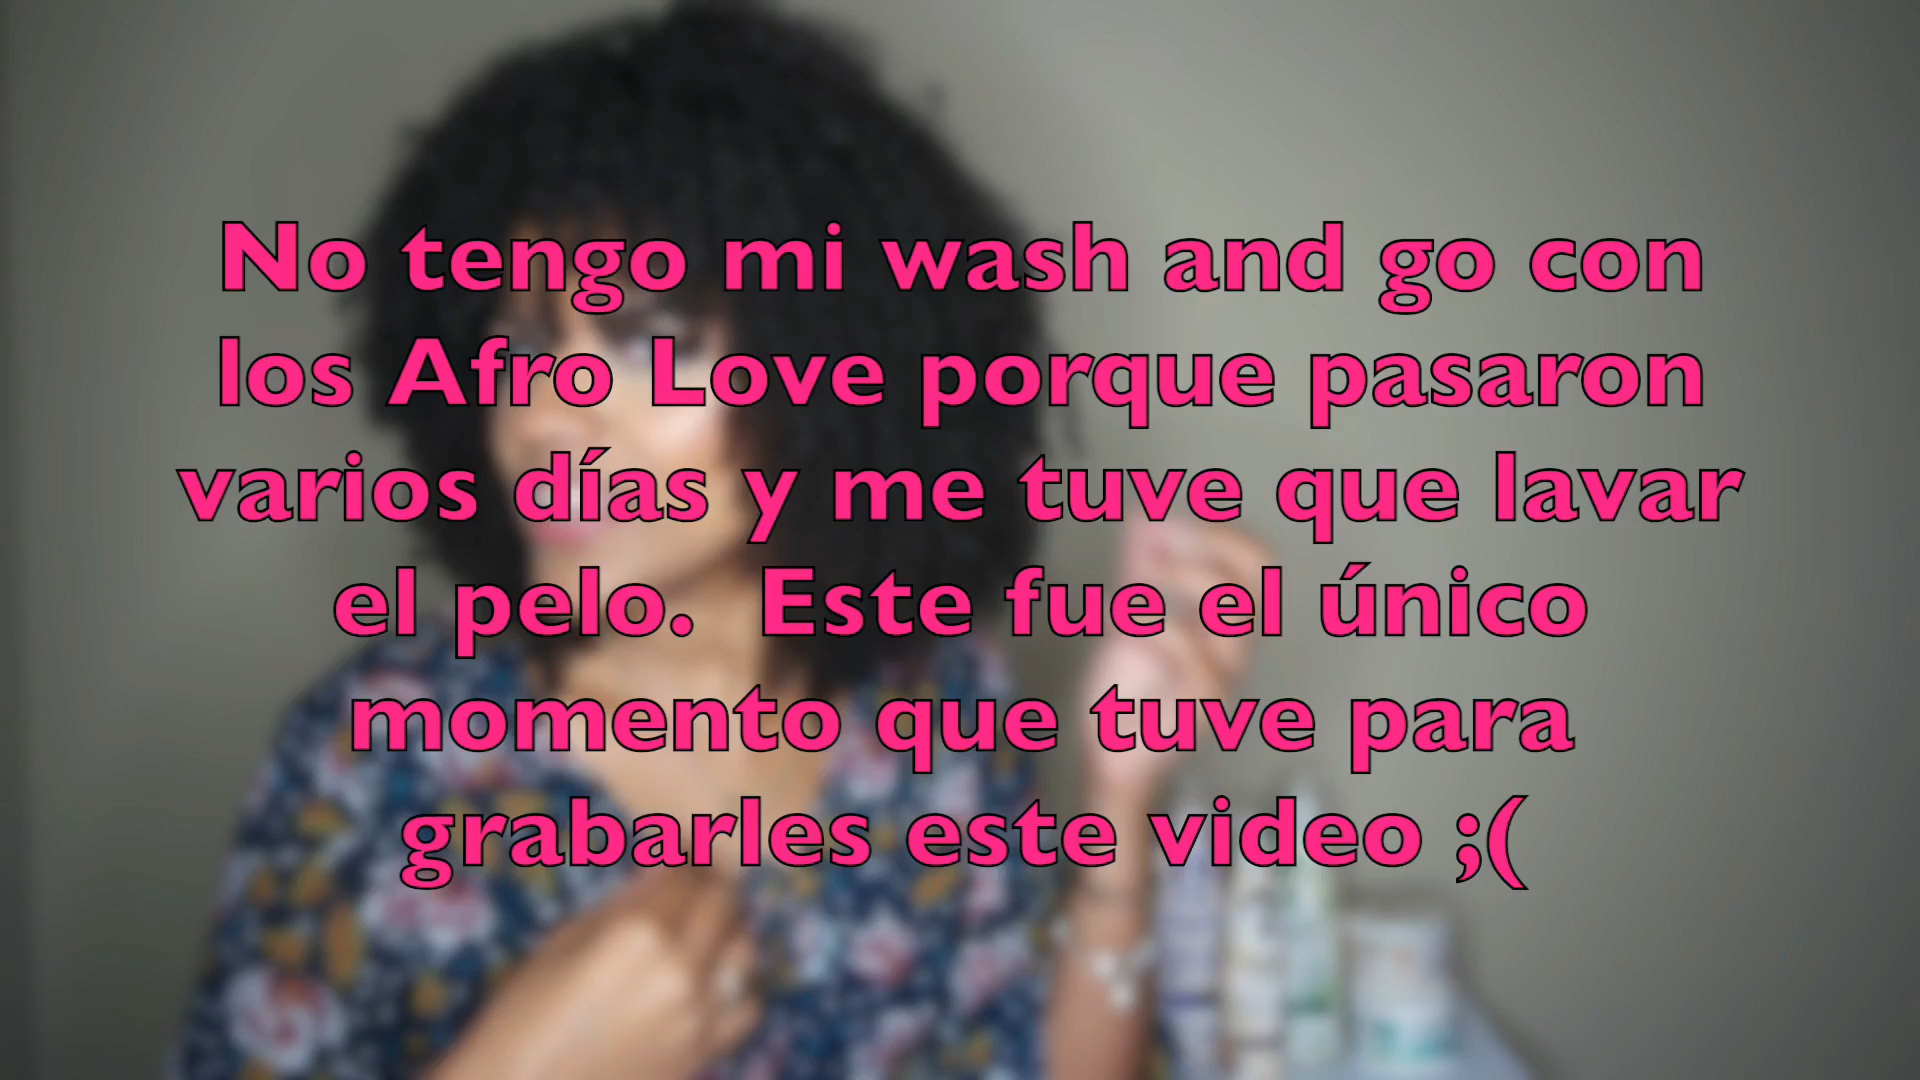 No tengo mi wash and go con
los Afro Love porque pasaron
varios días y me tuve que lavar
el pelo.  Este fue el único
momento que tuve para
grabarles este video ;(